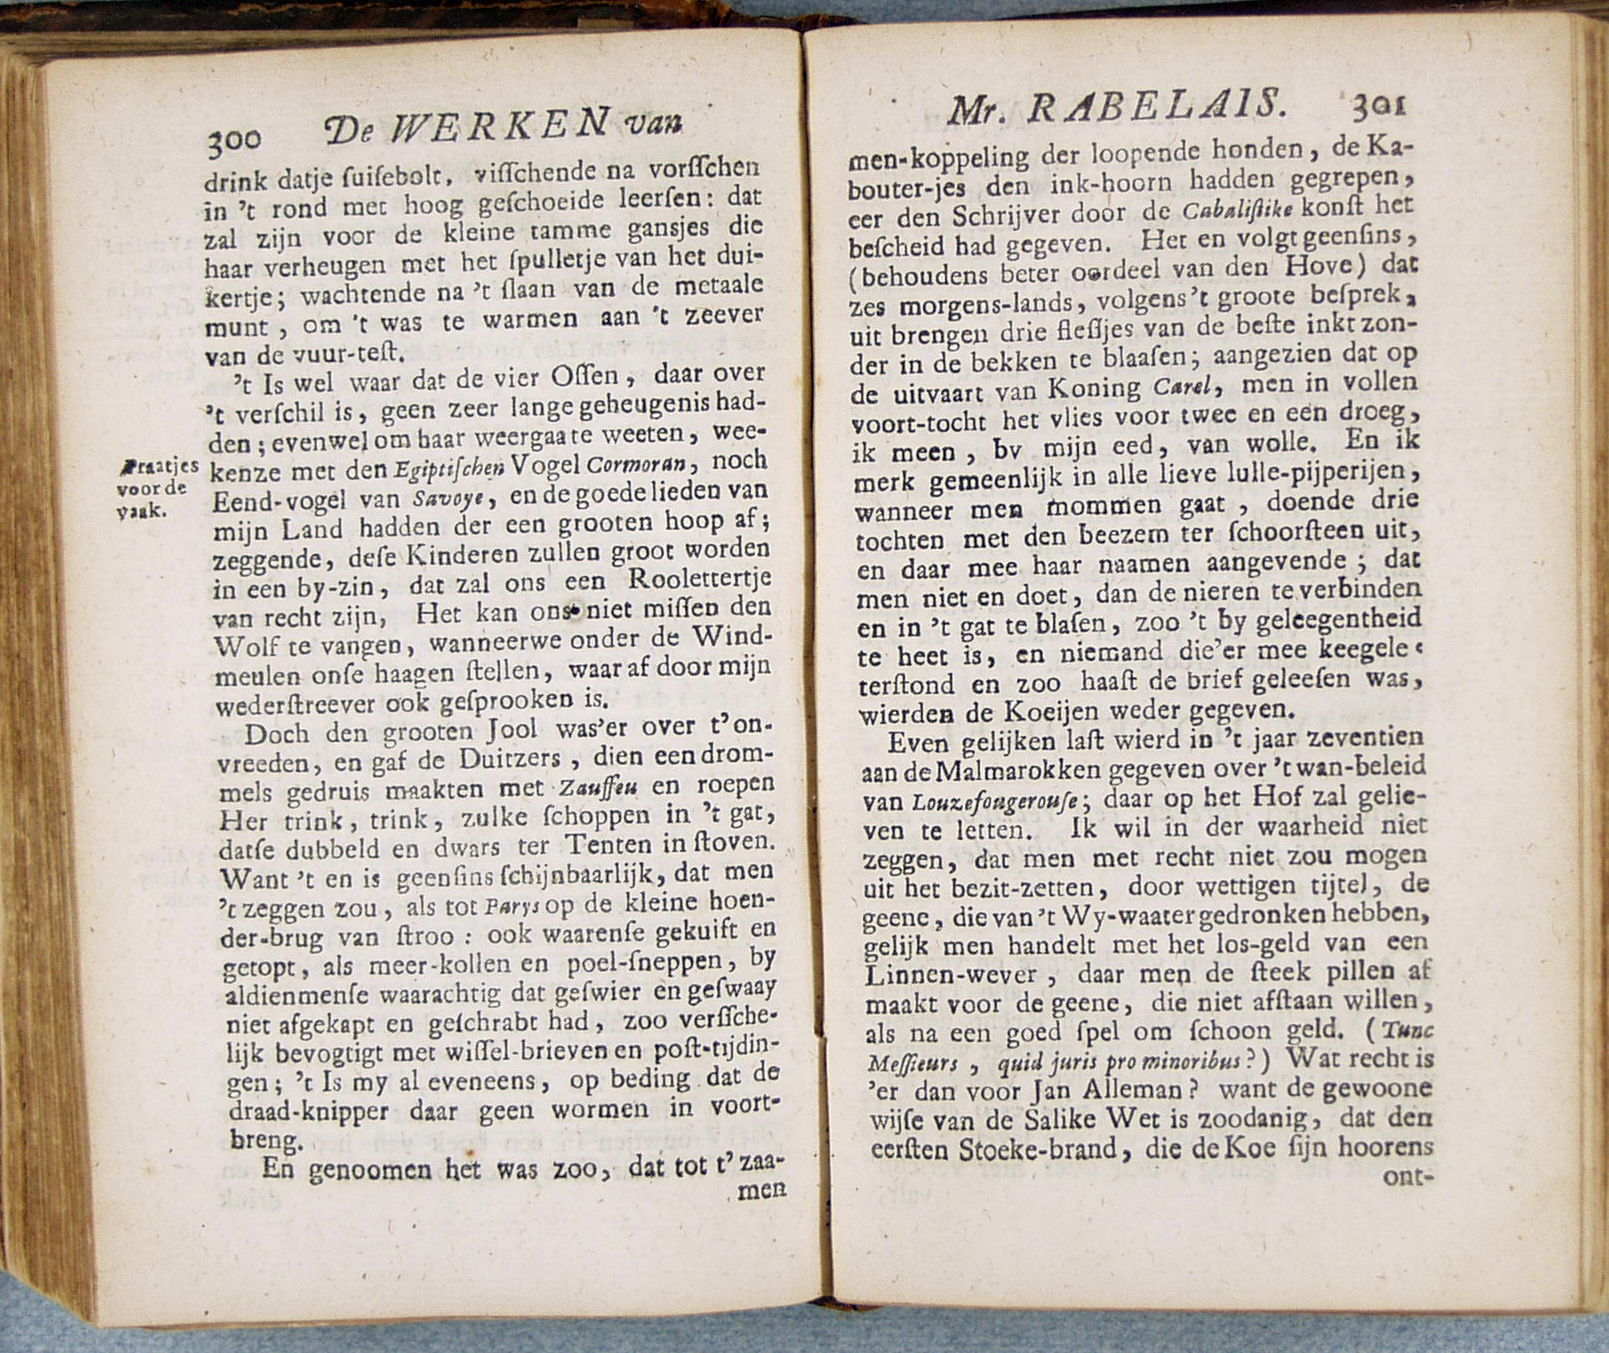 300 De WERKEN van
drink datje ſuiſebolt, viſſchende na vorſſchen
in 't rond met hoog geſchoeide leerſen: dat
zal zijn voor de kleine tamme gansjes die
haar verheugen met het ſpulletje van het dui-
kertje; wachtende na 't ſlaan van de metaale
munt, om 't was te warmen aan 't zeever
van de vuur-teſt.
't Is wel waar dat de vier Oſſen, daar over
't verſchil is, geen zeer lange geheugenis had-
den; evenwel om haar weergaa te weeten, wee-
kenze met den Egiptiſchen Vogel Cormoran, noch
Eend-vogel van Savoye, en de goede lieden van
mijn Land hadden der een grooten hoop af;
zeggende, deſe Kinderen zullen groot worden
in een by-zin, dat zal ons een Roolettertje
van recht zijn, Het kan ons niet miſſen den
Wolf te vangen, wanneerwe onder de Wind-
meulen onſe haagen ſtellen, waar af door mijn
wederſtreever ook geſprooken is.
Praatjes
voor de
vaak.
Doch den grooten Jool was'er over t'on-
vreeden, en gaf de Duitzers, dien een drom-
mels gedruis maakten met Zauffeu en roepen
Her trink, trink, zulke ſchoppen in 't gat,
datſe dubbeld en dwars ter Tenten in ſtoven.
Want 't en is geenſins ſchijnbaarlijk, dat men
't zeggen zou, als tot Parys op de kleine hoen-
der-brug van ſtroo: ook waarenſe gekuift en
getopt, als meer-kollen en poel-ſneppen, by
aldienmenſe waarachtig dat geſwier en geſwaay
niet afgekapt en geſchrabt had, zoo verſſche-
lijk bevogtigt met wiſſel-brieven en poſt-tijdin-
gen; 't Is my al eveneens, op beding dat de
draad-knipper daar geen wormen in voort-
breng.
En genoomen het was zoo, dat tot t'zaa-
men
Mr. RABELAIS. 301
men-koppeling der loopende honden, de Ka-
bouter-jes den ink-hoorn hadden gegrepen,
eer den Schrijver door de Cabaliſtike konſt het
beſcheid had gegeven. Het en volgt geenſins,
(behoudens beter oordeel van den Hove) dat
zes morgens-lands, volgens't groote beſprek,
uit brengen drie fleſſjes van de beſte inkt zon-
der in de bekken te blaaſen; aangezien dat op
de uitvaart van Koning Carel, men in vollen
voort-tocht het vlies voor twee en een droeg,
ik meen, bv mijn eed, van wolle. En ik
merk gemeenlijk in alle lieve lulle-pijperijen,
wanneer men mommen gaat, doende drie
tochten met den beezem ter ſchoorſteen uit,
en daar mee haar naamen aangevende; dat
men niet en doet, dan de nieren te verbinden
en in 't gat te blaſen, zoo 't by geleegentheid
te heet is, en niemand die'er mee keegele:
terſtond en zoo haaſt de brief geleeſen was,
wierden de Koeijen weder gegeven.
Even gelijken laſt wierd in 't jaar zeventien
aan de Malmarokken gegeven over 't wan-beleid
van Louzefougerouſe; daar op het Hof zal gelie-
ven te letten. Ik wil in der waarheid niet
zeggen, dat men met recht niet zou mogen
uit het bezit-zetten, door wettigen tijtel, de
geene, die van 't Wy-waater gedronken hebben,
gelijk men handelt met het los-geld van een
Linnen-wever, daar men de ſteek pillen af
maakt voor de geene, die niet afſtaan willen,
als na een goed ſpel om ſchoon geld. (Tunc
Meſſieurs, quid juris pro minoribus?) Wat recht is
'er dan voor Jan Alleman? want de gewoone
wijſe van de Salike Wet is zoodanig, dat den
eerſten Stoeke-brand, die de Koe ſijn hoorens
ont-